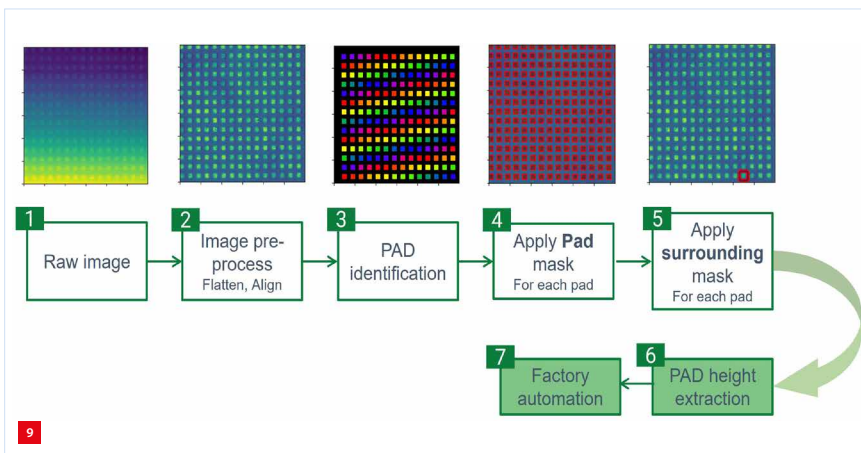 1
Raw image
2
Image pre-
process
Flatten, Align
3
PAD
identification
4
Apply Pad
mask
For each pad
5
Apply
surrounding
mask
For each pad
7
Factory
automation
6
PAD height
extraction
9